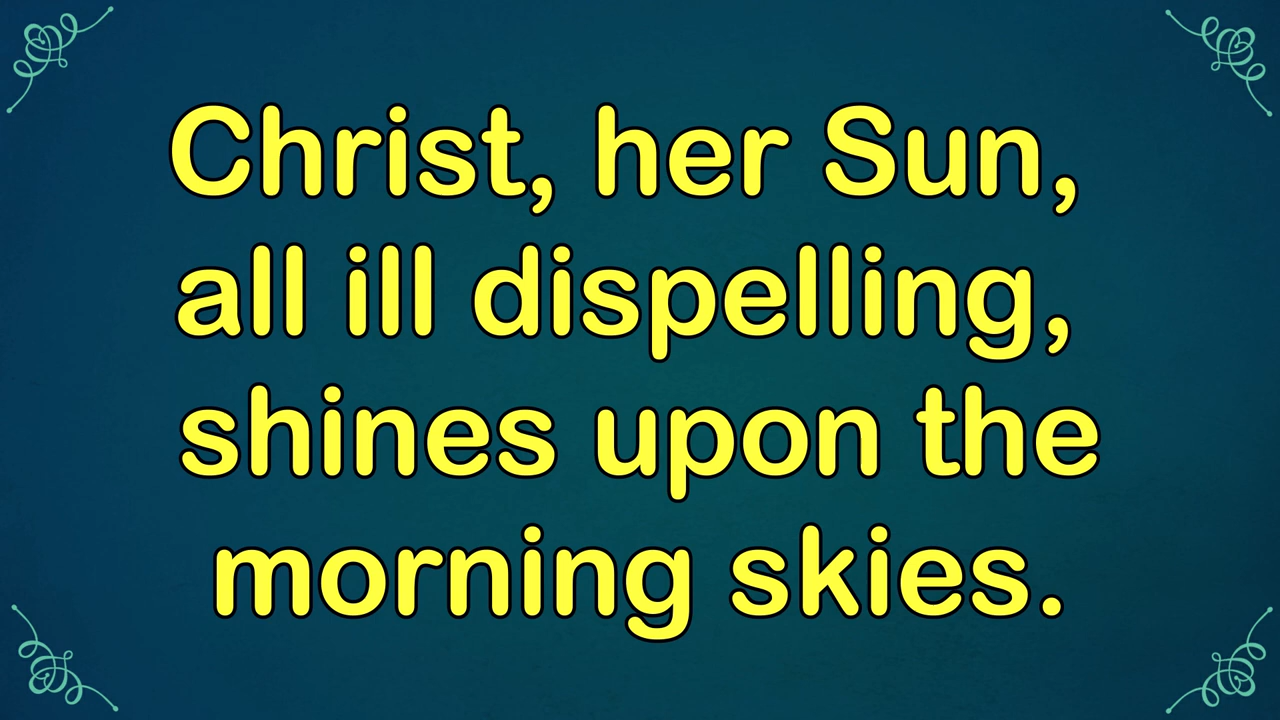 Christ, her Sun,
all ill dispelling,
shines upon the
morning skies.